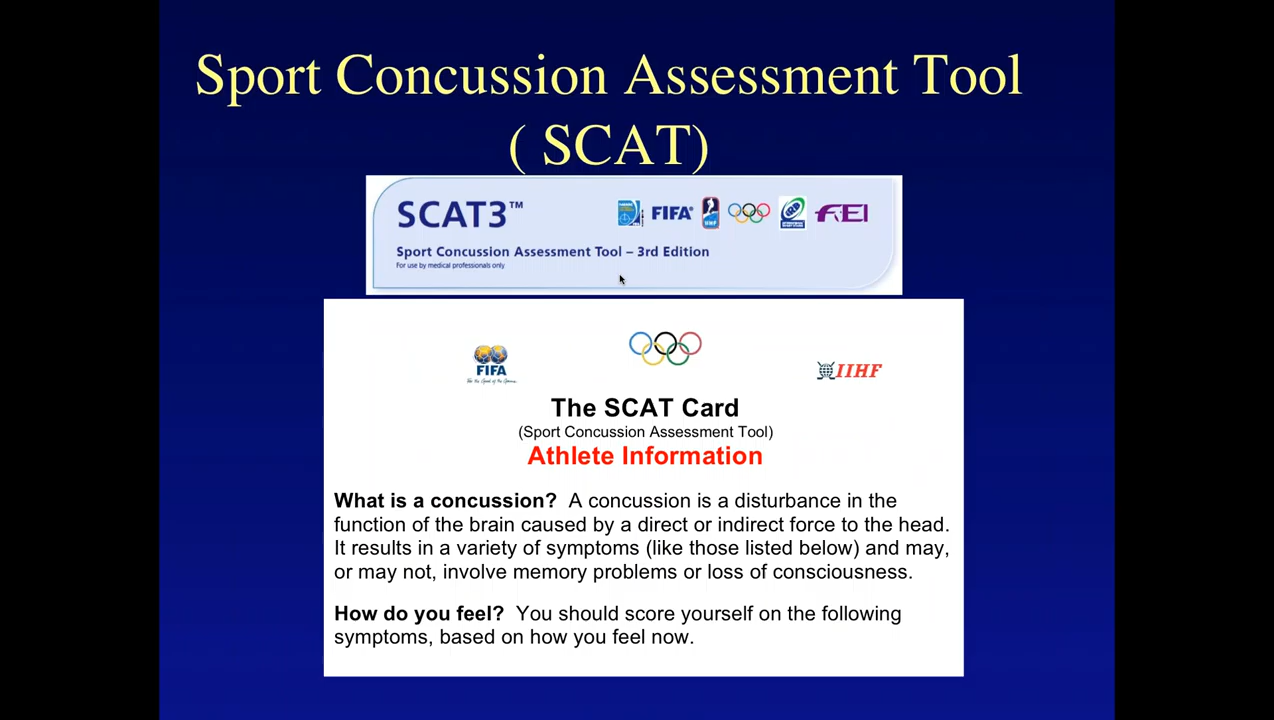 Sport Concussion Assessment Tool
( SCAT)
SCAT3™
FIFA®
FEI
Sport Concussion Assessment Tool – 3rd Edition
For use by medical professionals only
FIFA
IIHF
The SCAT Card
(Sport Concussion Assessment Tool)
Athlete Information
What is a concussion? A concussion is a disturbance in the
function of the brain caused by a direct or indirect force to the head.
It results in a variety of symptoms (like those listed below) and may,
or may not, involve memory problems or loss of consciousness.
How do you feel? You should score yourself on the following
symptoms, based on how you feel now.